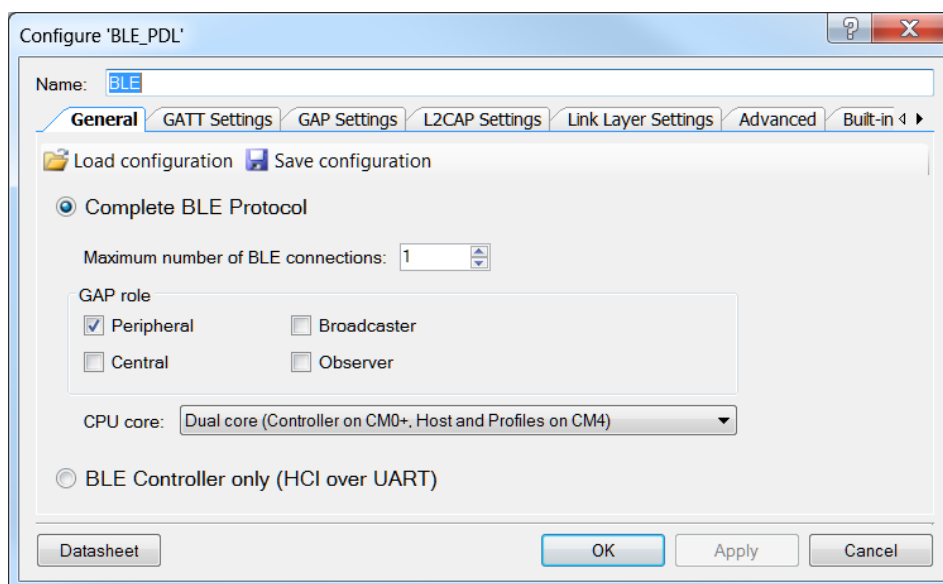 Configure 'BLE_PDL'
Name: BLE
General GATT Settings GAP Settings L2CAP Settings Link Layer Settings Advanced Built-in
Load configuration Save configuration
Complete BLE Protocol
Maximum number of BLE connections: 1
GAP role
Peripheral Broadcaster
Central Observer
CPU core: Dual core (Controller on CM0+, Host and Profiles on CM4)
BLE Controller only (HCI over UART)
Datasheet OK Apply Cancel